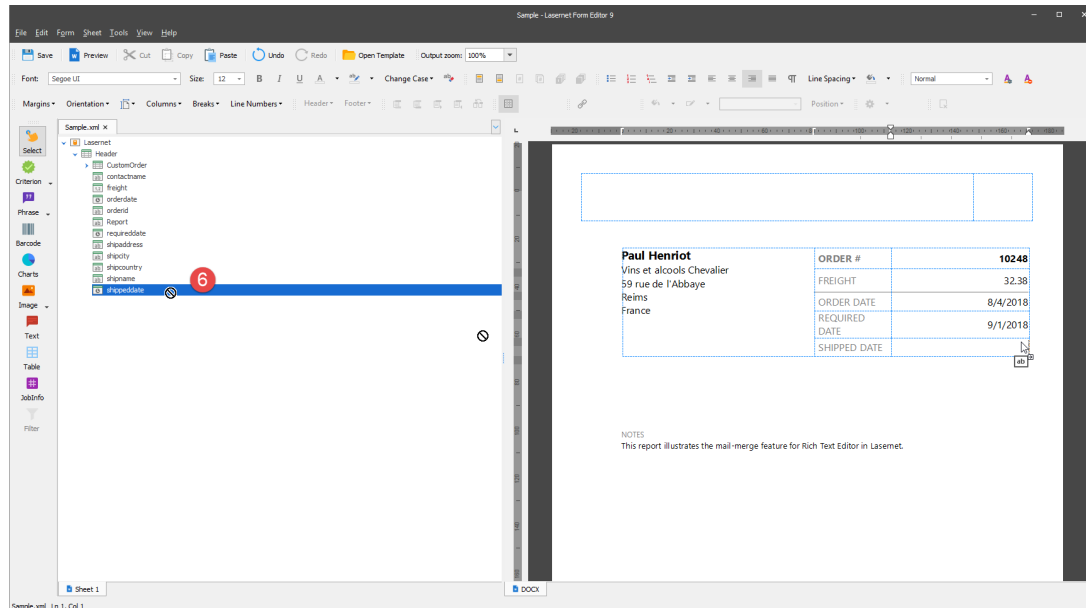 Sample - Lasernet Form Editor 9
File Edit Form Sheet Tools View Help
Save Preview Cut Copy Paste Undo Redo Open Template Output zoom: 100%
Font: Segoe UI Size: 12 B I U A Change Case Line Spacing Normal
Margins Orientation Columns Breaks Line Numbers Header Footer Position
Sample.xml
Select
Criterion
Phrase
Barcode
Charts
Image
Text
Table
JobInfo
Filter
Lasernet
Header
CustomOrder
contactname
freight
orderdate
orderid
Report
requireddate
shipaddress
shipcity
shipcountry
shipname
shippeddate
6
Paul Henriot
Vins et alcools Chevalier
59 rue de l'Abbaye
Reims
France
ORDER # 10248
FREIGHT 32.38
ORDER DATE 8/4/2018
REQUIRED
DATE 9/1/2018
SHIPPED DATE
ab
NOTES
This report illustrates the mail-merge feature for Rich Text Editor in Lasernet.
Sheet 1
DOCX
Sample.xml Ln 1, Col 1